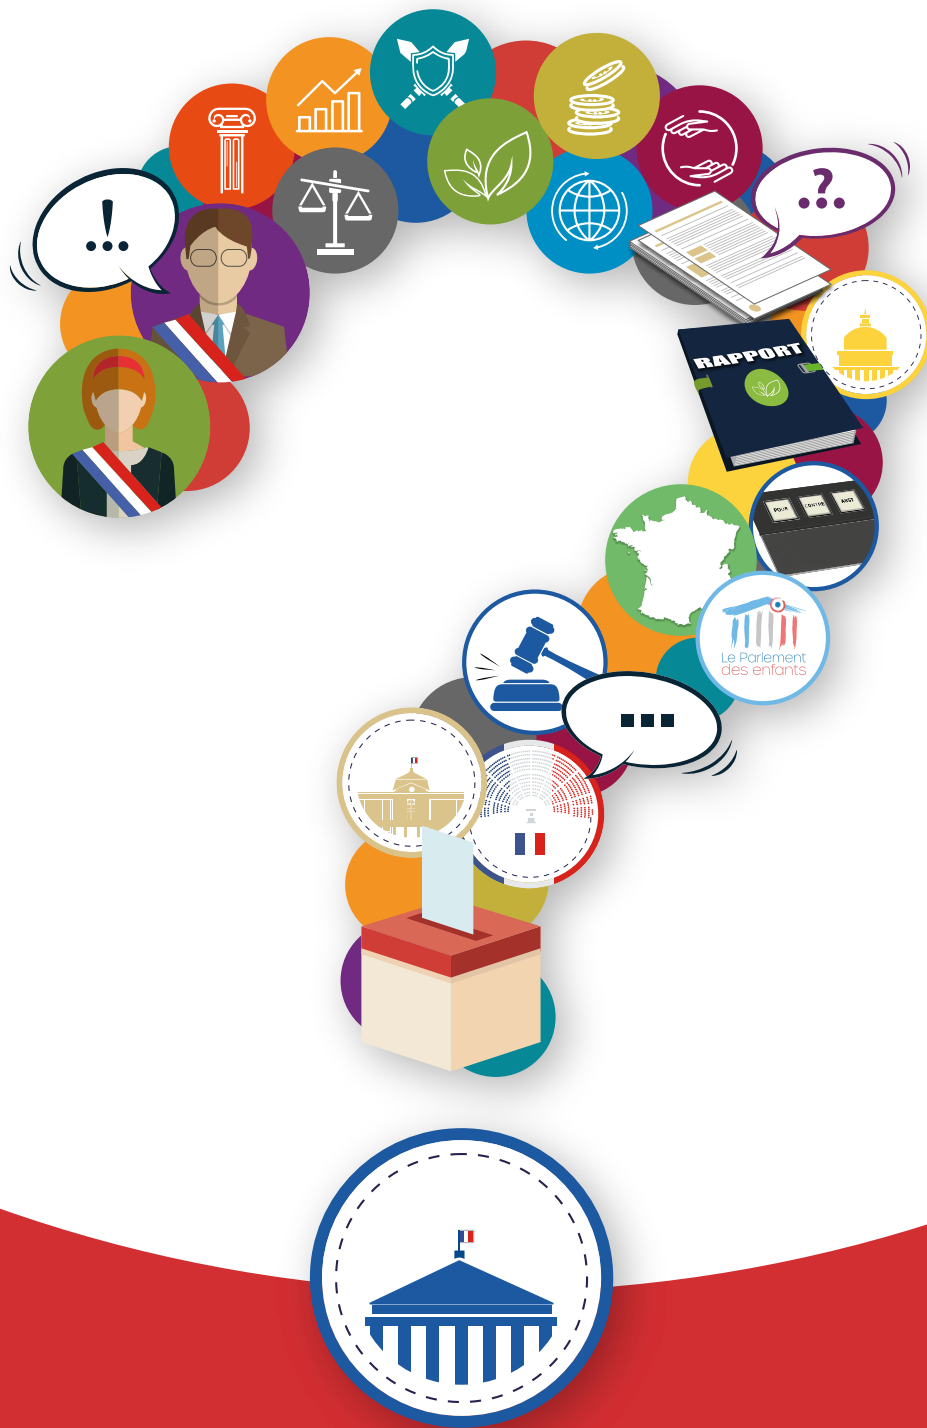 !
...
?
...
RAPPORT
POUR
CONTRE
ABST
Le Parlement
des enfants
...